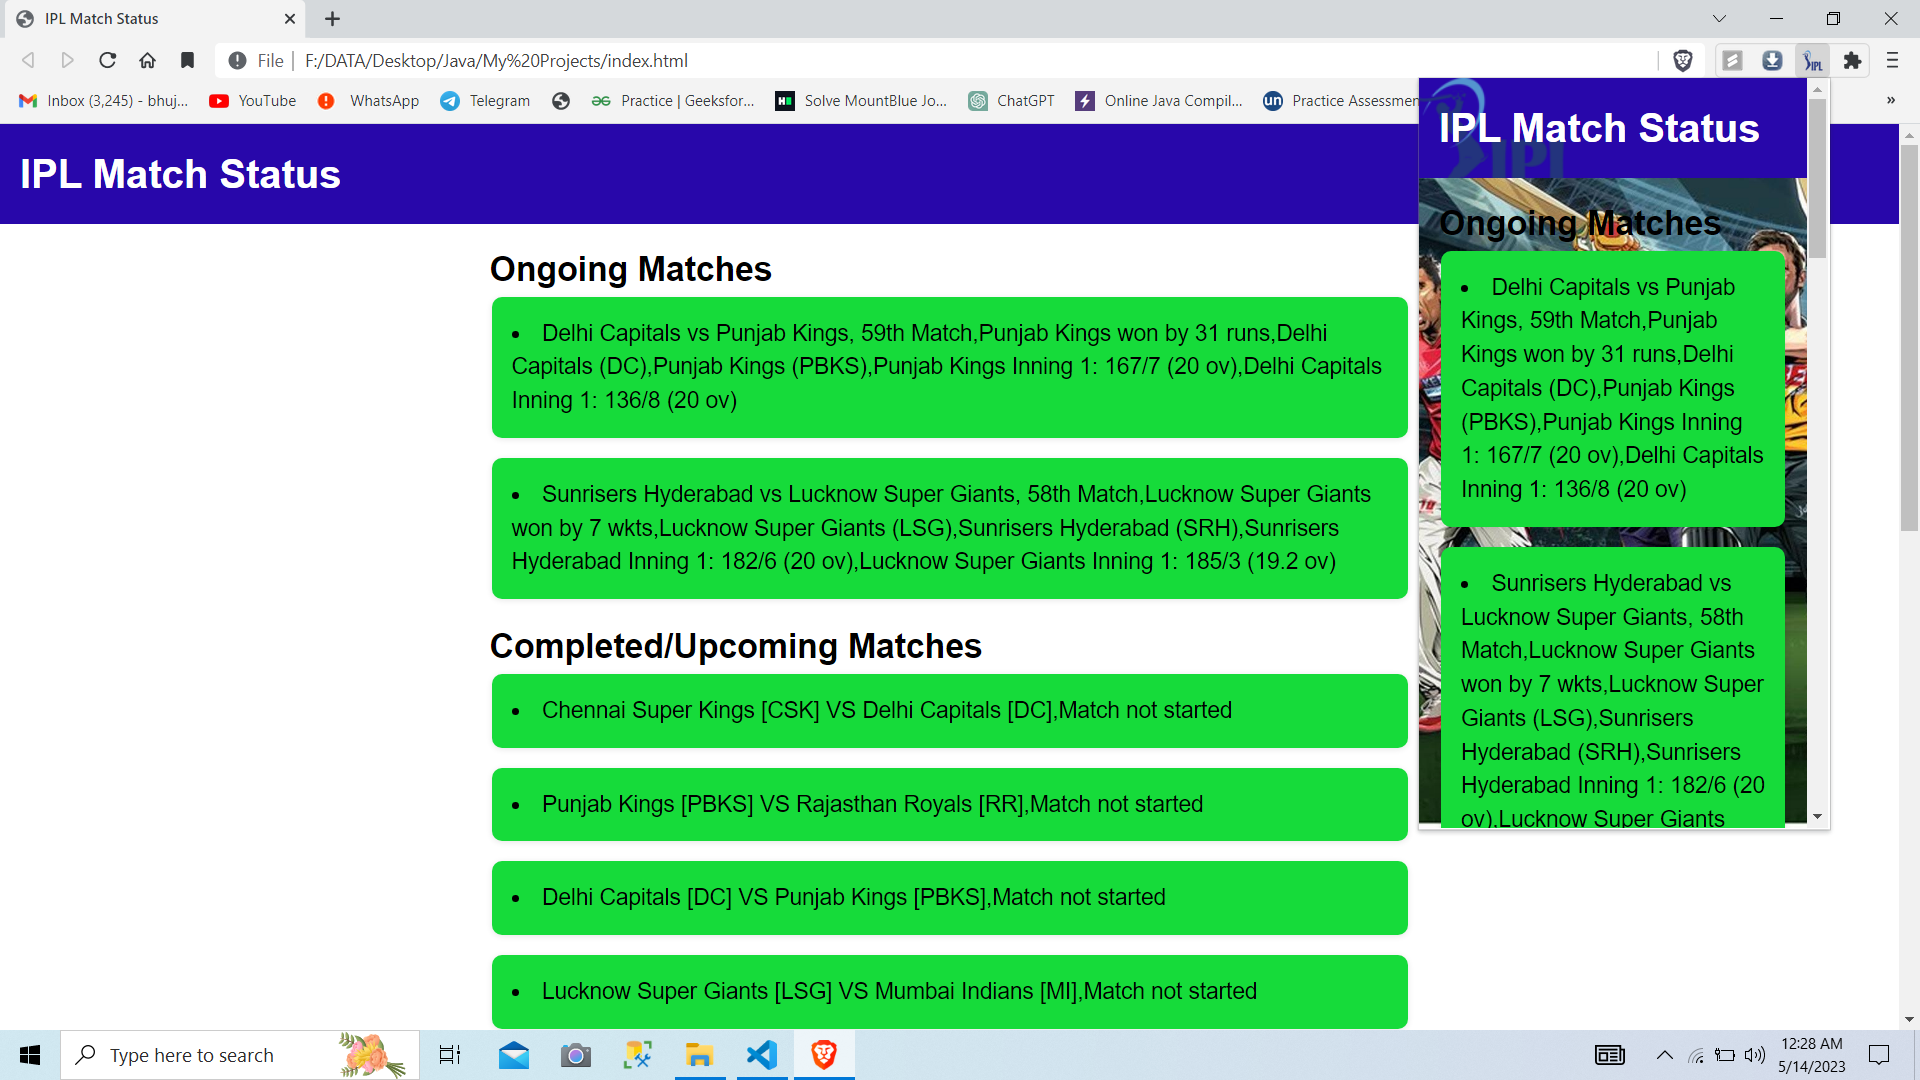 IPL Match Status
File
F:/DATA/Desktop/Java/My%20Projects/index.html
IPL
Inbox (3,245) - bhuj...
YouTube
WhatsApp
Telegram
Practice | Geeksfor...
Solve MountBlue Jo...
ChatGPT
Online Java Compil...
un
Practice Assessmen
»
IPL Match Status
Ongoing Matches
• Delhi Capitals vs Punjab Kings, 59th Match,Punjab Kings won by 31 runs,Delhi
Capitals (DC),Punjab Kings (PBKS),Punjab Kings Inning 1: 167/7 (20 ov),Delhi Capitals
Inning 1: 136/8 (20 ov)
• Sunrisers Hyderabad vs Lucknow Super Giants, 58th Match,Lucknow Super Giants
won by 7 wkts,Lucknow Super Giants (LSG),Sunrisers Hyderabad (SRH),Sunrisers
Hyderabad Inning 1: 182/6 (20 ov),Lucknow Super Giants Inning 1: 185/3 (19.2 ov)
Completed/Upcoming Matches
• Chennai Super Kings [CSK] VS Delhi Capitals [DC],Match not started
• Punjab Kings [PBKS] VS Rajasthan Royals [RR],Match not started
• Delhi Capitals [DC] VS Punjab Kings [PBKS],Match not started
• Lucknow Super Giants [LSG] VS Mumbai Indians [MI],Match not started
IPL Match Status
IPL
Ongoing Matches
• Delhi Capitals vs Punjab
Kings, 59th Match,Punjab
Kings won by 31 runs,Delhi
Capitals (DC),Punjab Kings
(PBKS),Punjab Kings Inning
1: 167/7 (20 ov),Delhi Capitals
Inning 1: 136/8 (20 ov)
• Sunrisers Hyderabad vs
Lucknow Super Giants, 58th
Match,Lucknow Super Giants
won by 7 wkts,Lucknow Super
Giants (LSG),Sunrisers
Hyderabad (SRH),Sunrisers
Hyderabad Inning 1: 182/6 (20
ov),Lucknow Super Giants
Type here to search
12:28 AM
5/14/2023